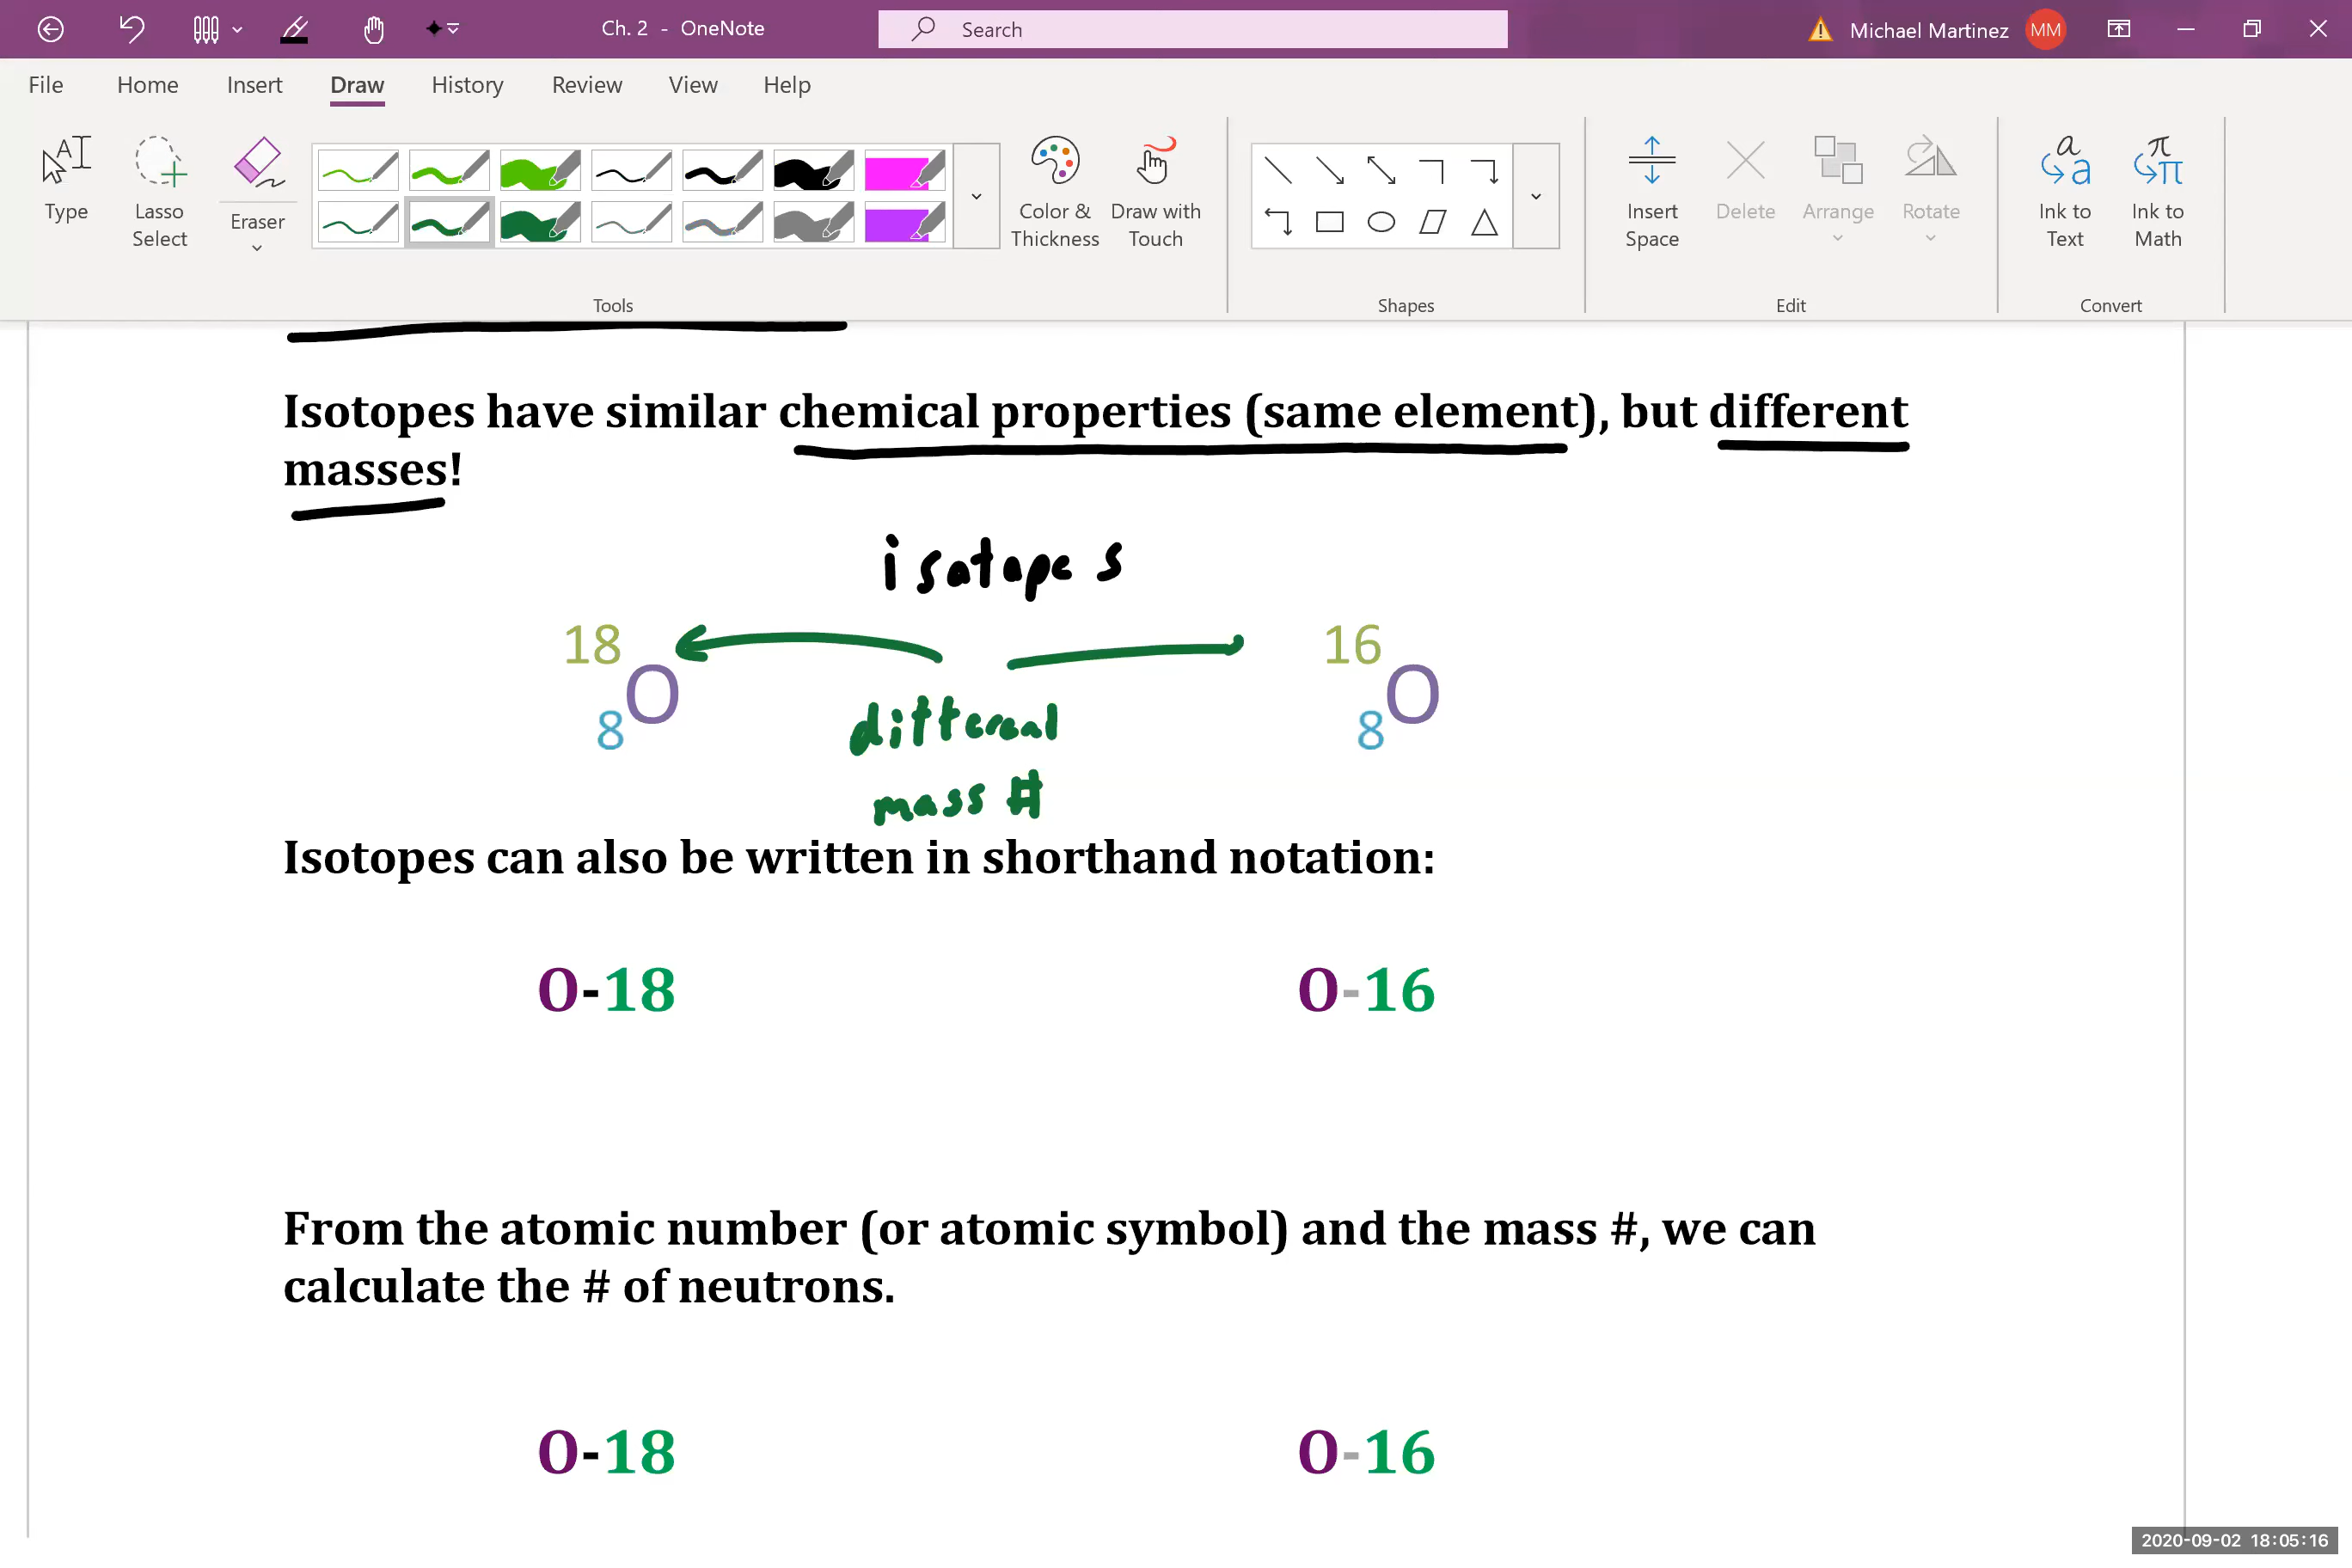 Ch. 2 - OneNote
Search
Michael Martinez
MM
File Home Insert Draw History Review View Help
Type
Lasso Select
Eraser
Color & Thickness
Draw with Touch
Insert Space
Delete
Arrange
Rotate
Ink to Text
Ink to Math
Tools
Shapes
Edit
Convert
Isotopes have similar chemical properties (same element), but different
masses!
isotopes
18
8
O
16
8
O
different
mass #
Isotopes can also be written in shorthand notation:
O-18
O-16
From the atomic number (or atomic symbol) and the mass #, we can
calculate the # of neutrons.
O-18
O-16
2020-09-02 18:05:16